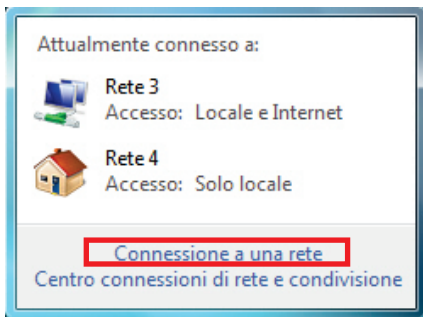 Attualmente connesso a:
Rete 3
Accesso: Locale e Internet
Rete 4
Accesso: Solo locale
Connessione a una rete
Centro connessioni di rete e condivisione